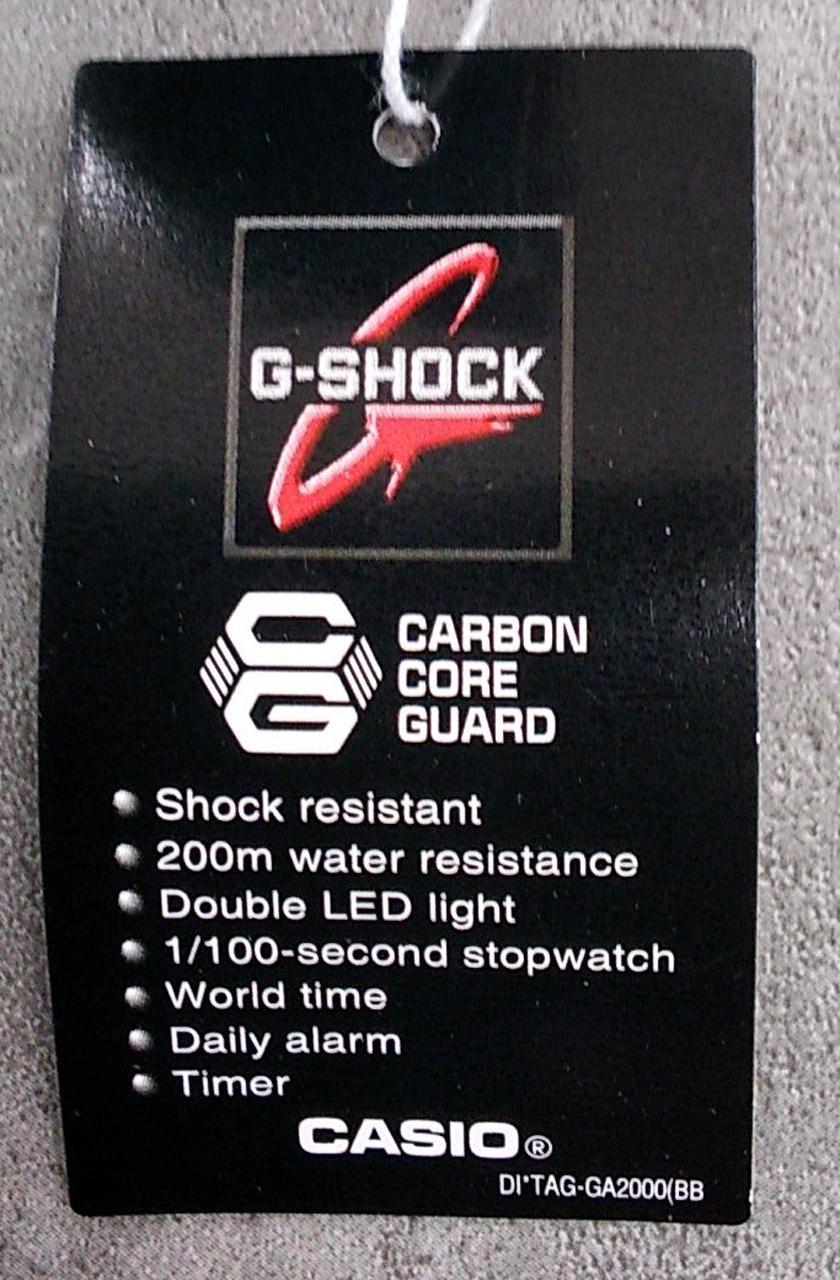 G-SHOCK
CARBON
CORE
GUARD
Shock resistant
200m water resistance
Double LED light
1/100-second stopwatch
World time
Daily alarm
Timer
CASIO®
DI*TAG-GA2000(BB